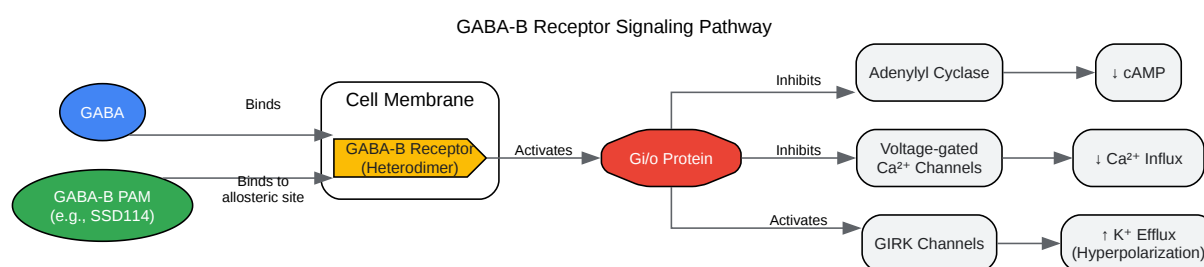 GABA-B Receptor Signaling Pathway
GABA
Binds
GABA-B PAM
(e.g., SSD114)
Binds to
allosteric site
Cell Membrane
GABA-B Receptor
(Heterodimer)
Activates
Gi/o Protein
Inhibits
Adenylyl Cyclase
↓ cAMP
Inhibits
Voltage-gated
Ca²⁺ Channels
↓ Ca²⁺ Influx
Activates
GIRK Channels
↑ K⁺ Efflux
(Hyperpolarization)